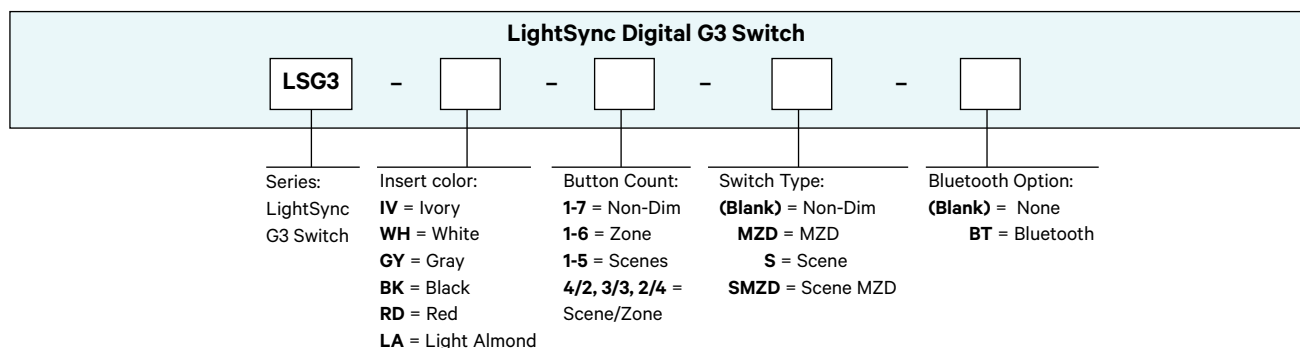 LightSync Digital G3 Switch
LSG3 – – – –
Series:
LightSync
G3 Switch
Insert color:
IV = Ivory
WH = White
GY = Gray
BK = Black
RD = Red
LA = Light Almond
Button Count:
1-7 = Non-Dim
1-6 = Zone
1-5 = Scenes
4/2, 3/3, 2/4 =
Scene/Zone
Switch Type:
(Blank) = Non-Dim
MZD = MZD
S = Scene
SMZD = Scene MZD
Bluetooth Option:
(Blank) = None
BT = Bluetooth